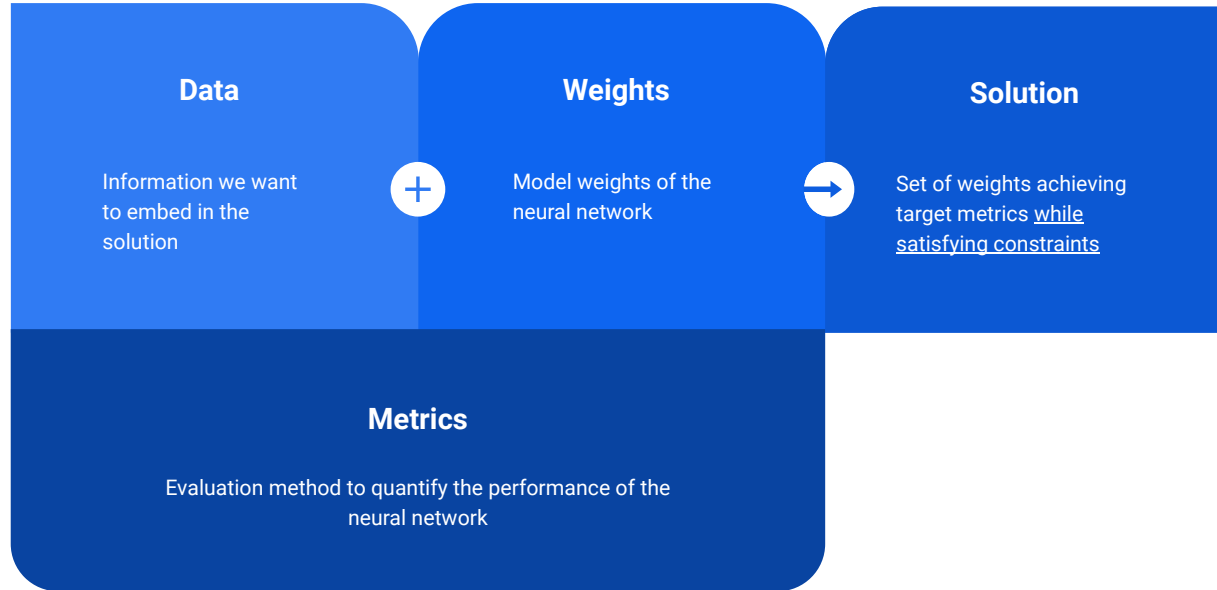 Data
Information we want
to embed in the
solution
Weights
Model weights of the
neural network
Solution
Set of weights achieving
target metrics while
satisfying constraints
Metrics
Evaluation method to quantify the performance of the
neural network